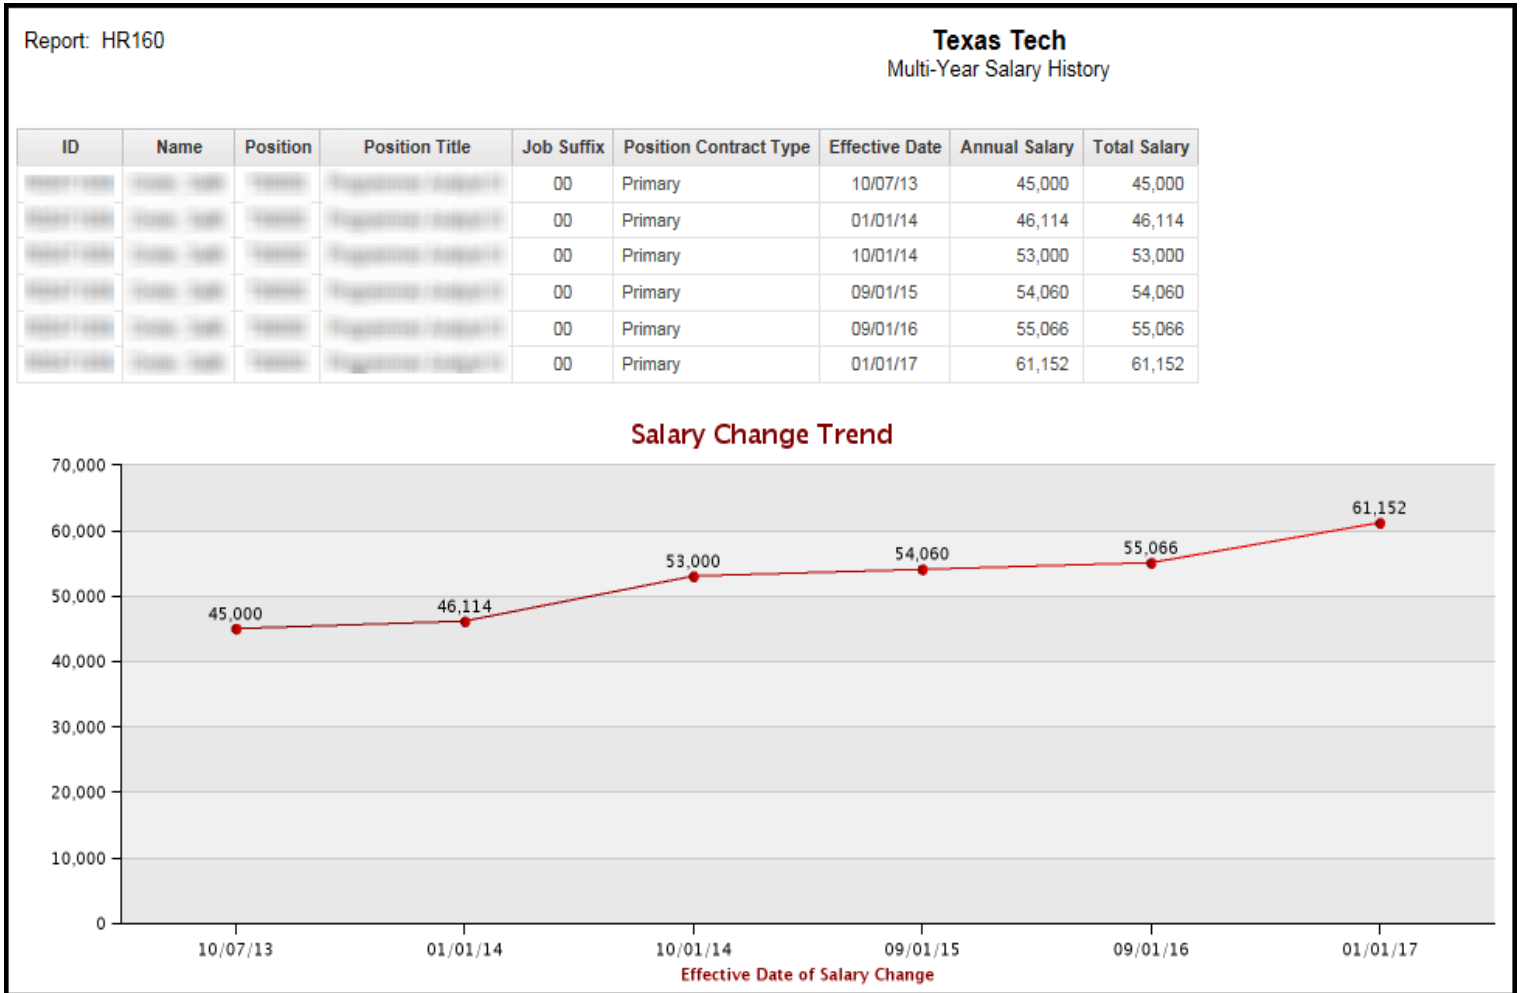 Report: HR160
Texas Tech
Multi-Year Salary History
ID Name Position Position Title Job Suffix Position Contract Type Effective Date Annual Salary Total Salary
00 Primary 10/07/13 45,000 45,000
00 Primary 01/01/14 46,114 46,114
00 Primary 10/01/14 53,000 53,000
00 Primary 09/01/15 54,060 54,060
00 Primary 09/01/16 55,066 55,066
00 Primary 01/01/17 61,152 61,152
Salary Change Trend
70,000
60,000
50,000
40,000
30,000
20,000
10,000
0
45,000
46,114
53,000
54,060
55,066
61,152
10/07/13 01/01/14 10/01/14 09/01/15 09/01/16 01/01/17
Effective Date of Salary Change